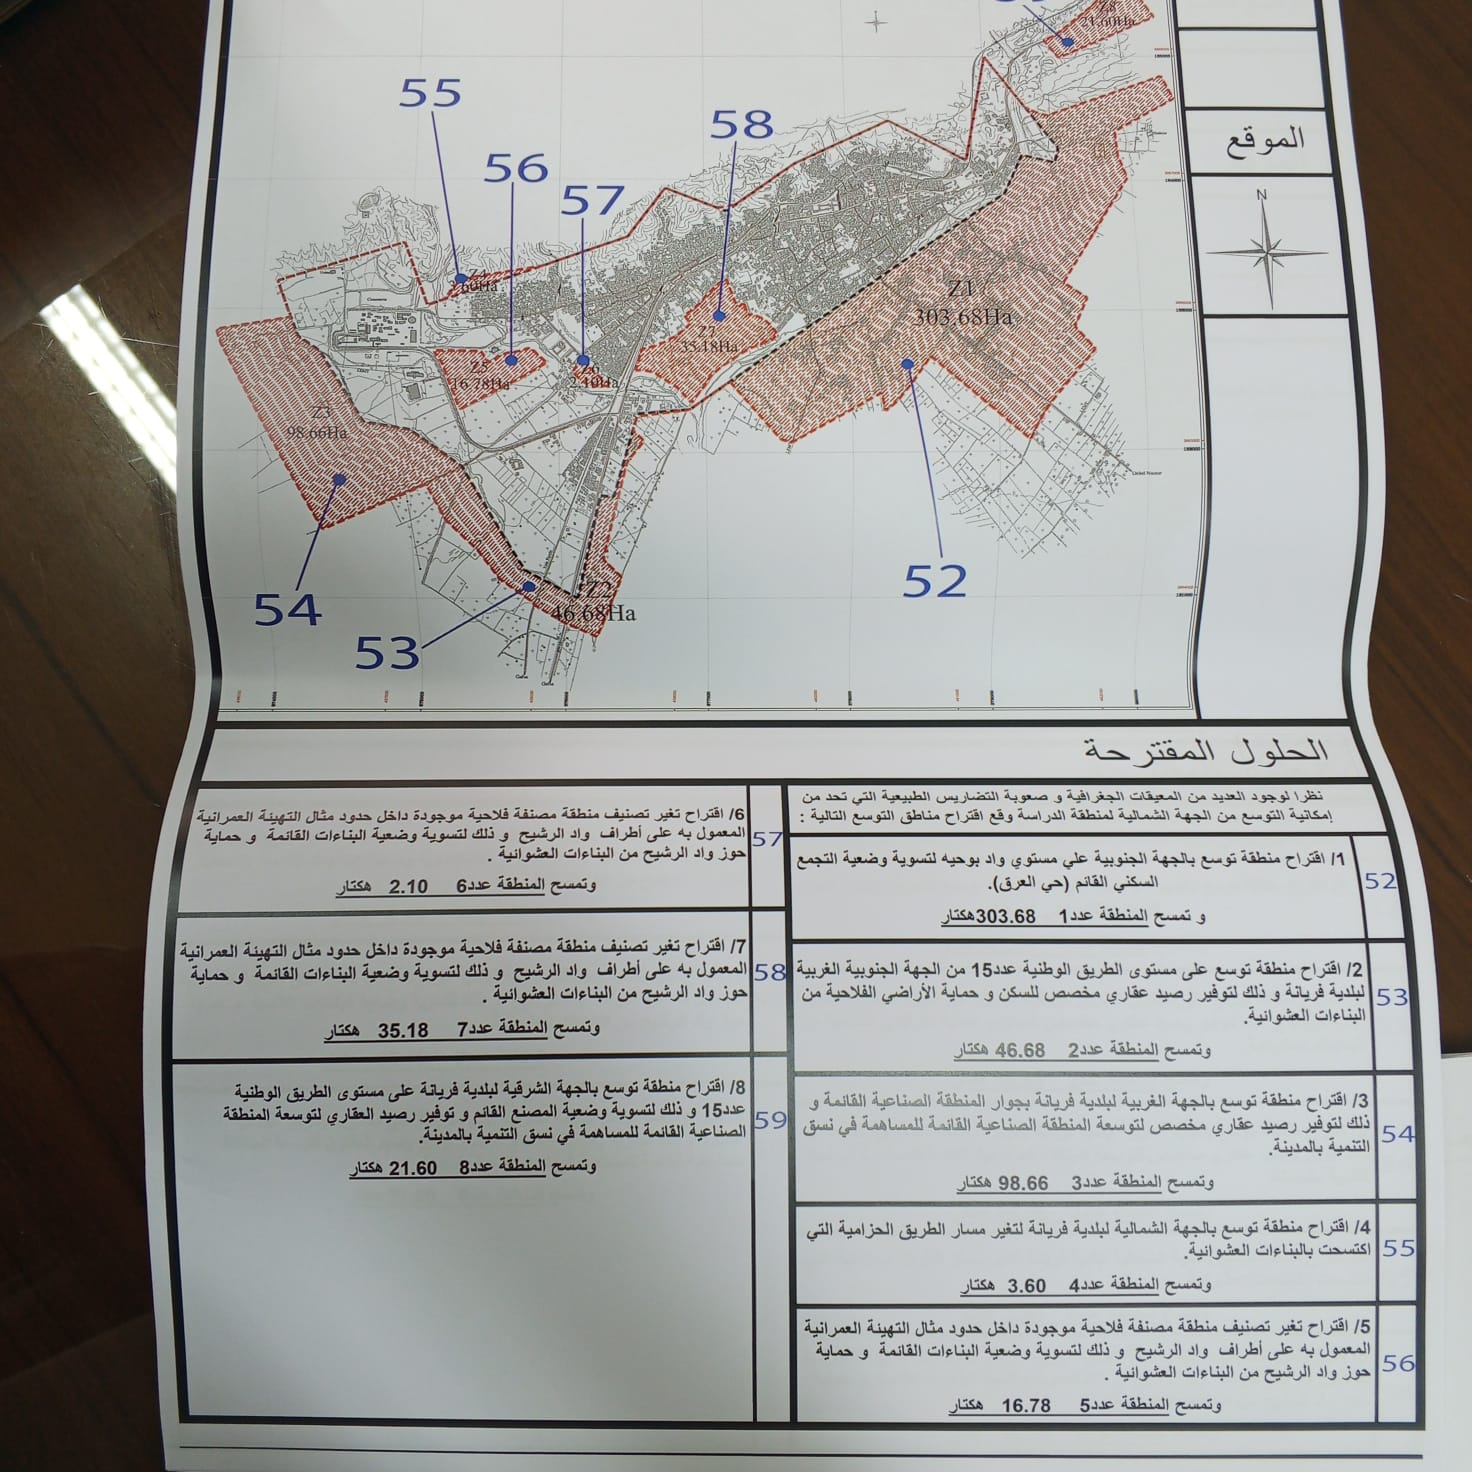 55
56
57
58
Z8
21.60Ha
Z4
3.60Ha
Z1
303.68Ha
Z7
35.18Ha
Z5
16.78Ha
Z6
2.10Ha
Z3
98.66Ha
54
53
Z2
46.68Ha
52
الموقع
N
الحلول المقترحة
نظرا لوجود العديد من المعيقات الجغرافية و صعوبة التضاريس الطبيعية التي تحد من
إمكانية التوسع من الجهة الشمالية لمنطقة الدراسة وقع اقتراح مناطق التوسع التالية :
52
1/ اقتراح منطقة توسع بالجهة الجنوبية علي مستوي واد بوحيه لتسوية وضعية التجمع
السكني القائم (حي العرق).
و تمسح المنطقة عدد1 303.68هكتار
53
2/ اقتراح منطقة توسع على مستوى الطريق الوطنية عدد15 من الجهة الجنوبية الغربية
لبلدية فريانة و ذلك لتوفير رصيد عقاري مخصص للسكن و حماية الأراضي الفلاحية من
البناءات العشوائية.
وتمسح المنطقة عدد2 46.68 هكتار
54
3/ اقتراح منطقة توسع بالجهة الغربية لبلدية فريانة بجوار المنطقة الصناعية القائمة و
ذلك لتوفير رصيد عقاري مخصص لتوسعة المنطقة الصناعية القائمة للمساهمة في نسق
التنمية بالمدينة.
وتمسح المنطقة عدد3 98.66 هكتار
55
4/ اقتراح منطقة توسع بالجهة الشمالية لبلدية فريانة لتغير مسار الطريق الحزامية التي
اكتسحت بالبناءات العشوائية.
وتمسح المنطقة عدد4 3.60 هكتار
56
5/ اقتراح تغير تصنيف منطقة مصنفة فلاحية موجودة داخل حدود مثال التهيئة العمرانية
المعمول به على أطراف واد الرشيح و ذلك لتسوية وضعية البناءات القائمة و حماية
حوز واد الرشيح من البناءات العشوائية .
وتمسح المنطقة عدد5 16.78 هكتار
57
6/ اقتراح تغير تصنيف منطقة مصنفة فلاحية موجودة داخل حدود مثال التهيئة العمرانية
المعمول به على أطراف واد الرشيح و ذلك لتسوية وضعية البناءات القائمة و حماية
حوز واد الرشيح من البناءات العشوائية .
وتمسح المنطقة عدد6 2.10 هكتار
58
7/ اقتراح تغير تصنيف منطقة مصنفة فلاحية موجودة داخل حدود مثال التهيئة العمرانية
المعمول به على أطراف واد الرشيح و ذلك لتسوية وضعية البناءات القائمة و حماية
حوز واد الرشيح من البناءات العشوائية .
وتمسح المنطقة عدد7 35.18 هكتار
59
8/ اقتراح منطقة توسع بالجهة الشرقية لبلدية فريانة على مستوى الطريق الوطنية
عدد15 و ذلك لتسوية وضعية المصنع القائم و توفير رصيد العقاري لتوسعة المنطقة
الصناعية القائمة للمساهمة في نسق التنمية بالمدينة.
وتمسح المنطقة عدد8 21.60 هكتار